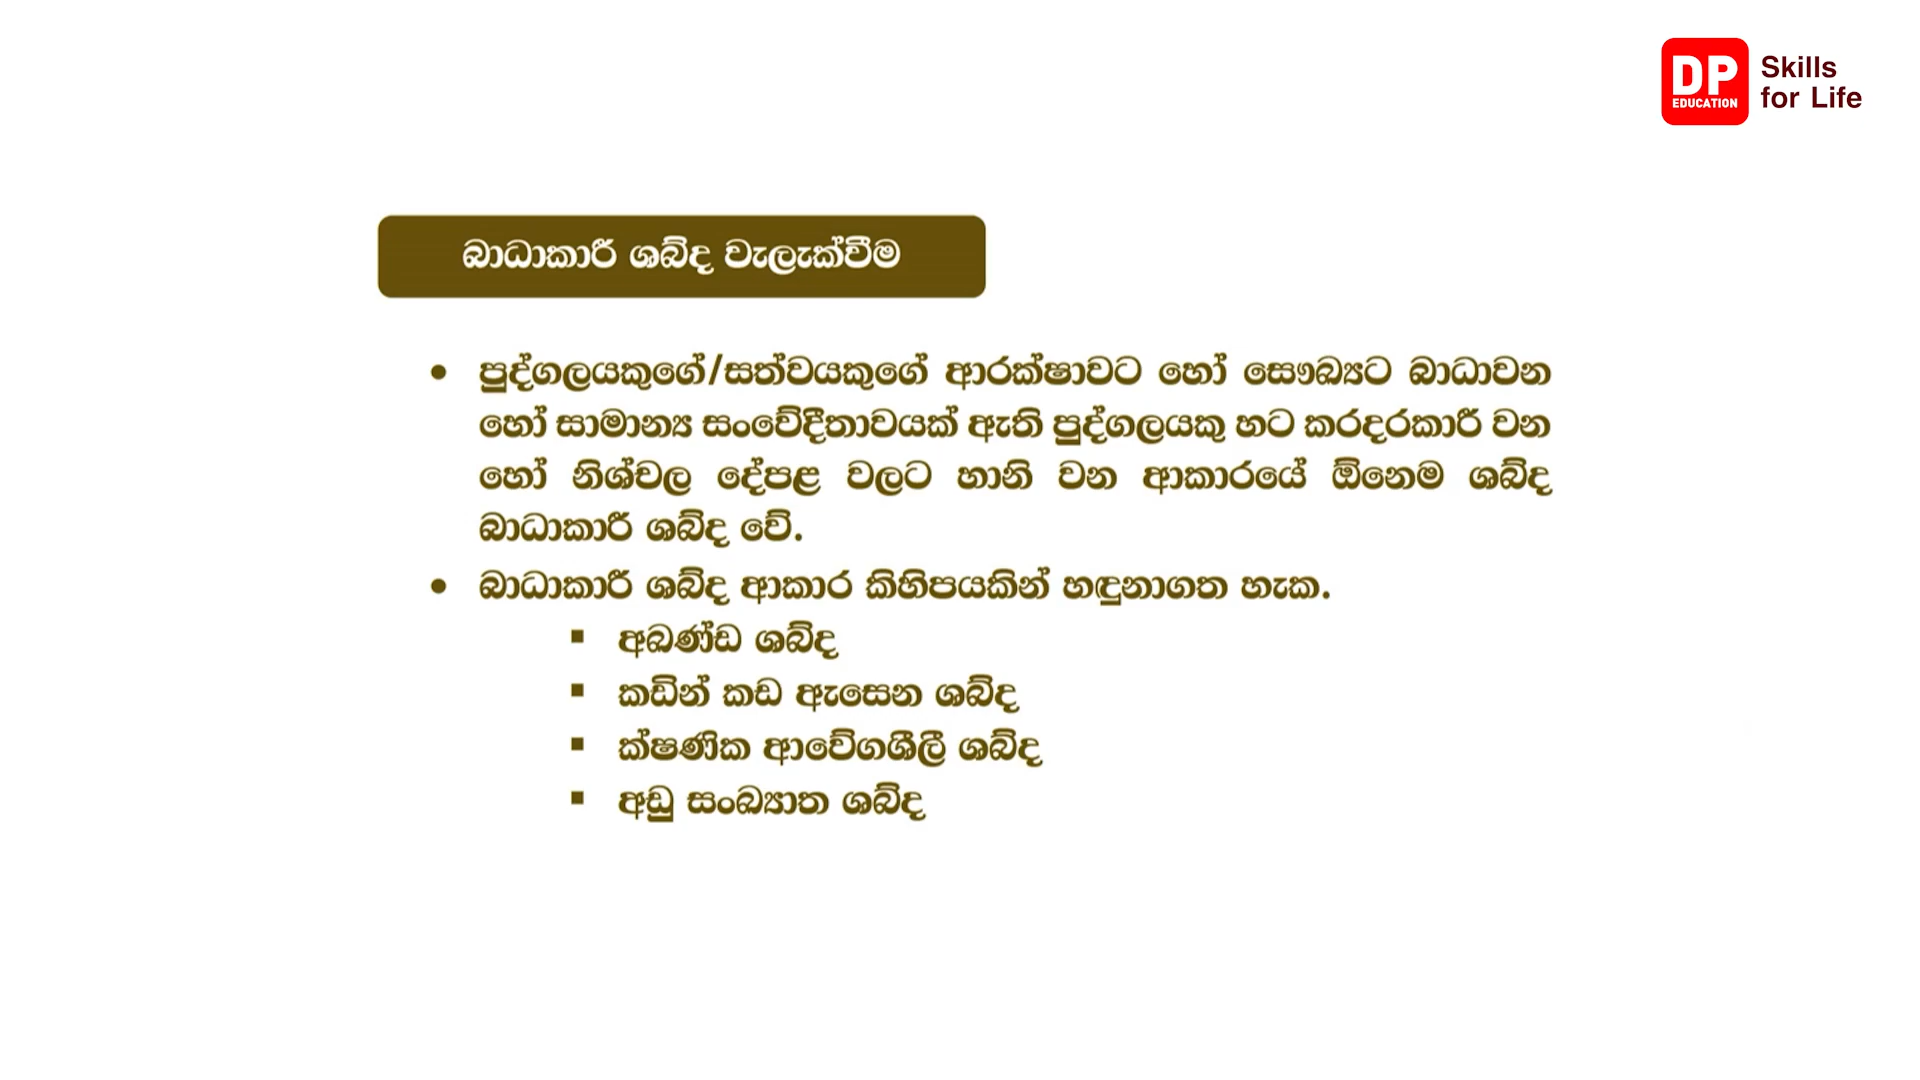 DP
EDUCATION
Skills
for Life
බාධාකාරී ශබ්ද වැලැක්වීම
• පුද්ගලයකුගේ/සත්වයකුගේ ආරක්ෂාවට හෝ සෞඛ්‍යට බාධාවන
හෝ සාමාන්‍ය සංවේදීතාවයක් ඇති පුද්ගලයකු හට කරදරකාරී වන
හෝ නිශ්චල දේපළ වලට හානි වන ආකාරයේ ඕනෙම ශබ්ද
බාධාකාරී ශබ්ද වේ.
• බාධාකාරී ශබ්ද ආකාර කිහිපයකින් හඳුනාගත හැක.
▪ අඛණ්ඩ ශබ්ද
▪ කඩින් කඩ ඇසෙන ශබ්ද
▪ ක්ෂණික ආවේගශීලී ශබ්ද
▪ අඩු සංඛ්‍යාත ශබ්ද